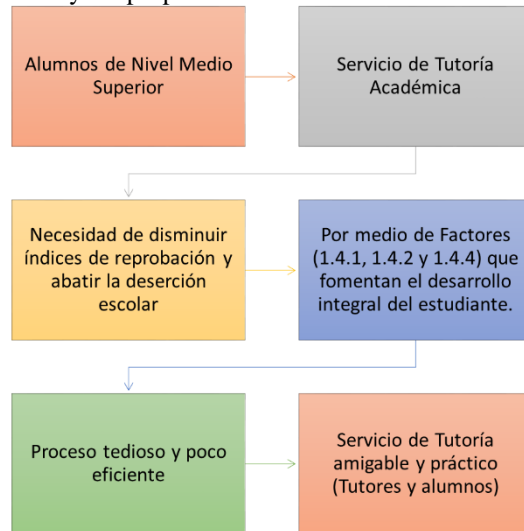 Alumnos de Nivel Medio
Superior
Servicio de Tutoría
Académica
Necesidad de disminuir
índices de reprobación y
abatir la deserción
escolar
Por medio de Factores
(1.4.1, 1.4.2 y 1.4.4) que
fomentan el desarrollo
integral del estudiante.
Proceso tedioso y poco
eficiente
Servicio de Tutoría
amigable y práctico
(Tutores y alumnos)